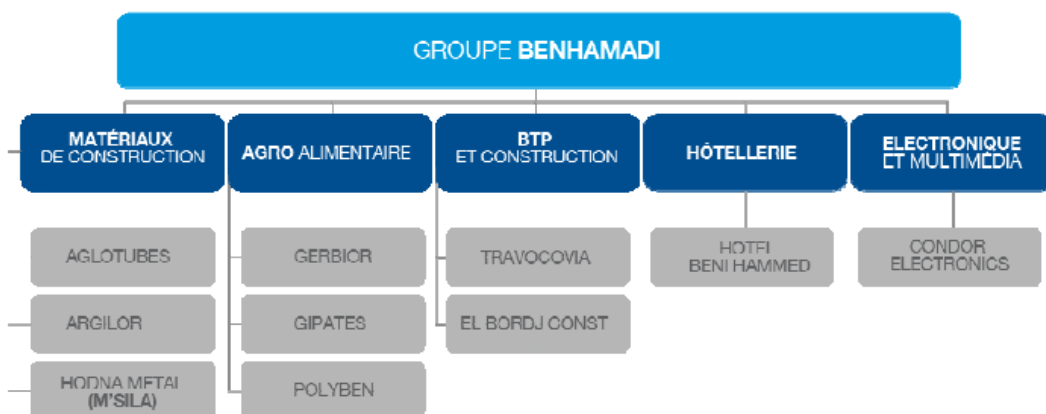 GROUPE BENHAMADI
MATÉRIAUX
DE CONSTRUCTION
AGRO ALIMENTAIRE
BTP
ET CONSTRUCTION
HÔTELLERIE
ELECTRONIQUE
ET MULTIMÉDIA
AGLOTUBES
GERBIOR
TRAVOCOVIA
HOTEL
BENI HAMMED
CONDOR
ELECTRONICS
ARGILOR
GIPATES
EL BORDJ CONST
HODNA METAL
(M'SILA)
POLYBEN